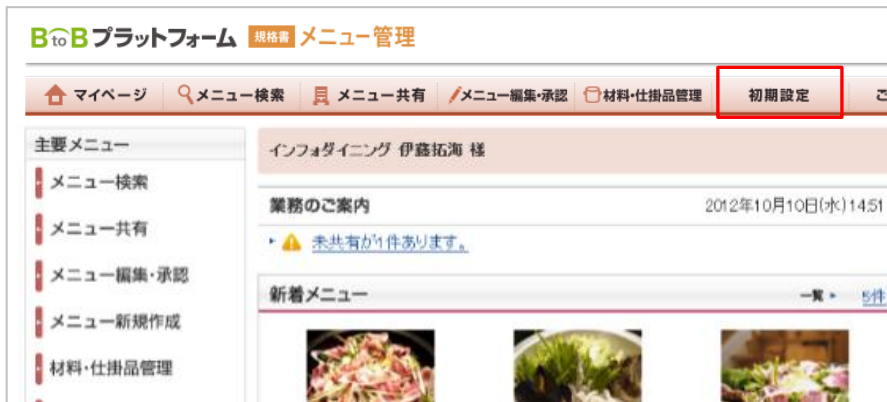 BtoBプラットフォーム 規格書 メニュー管理
マイページ メニュー検索 メニュー共有 メニュー編集・承認 材料・仕掛品管理 初期設定 ご
主要メニュー
メニュー検索
メニュー共有
メニュー編集・承認
メニュー新規作成
材料・仕掛品管理
インフォダイニング 伊藤拓海 様
業務のご案内 2012年10月10日(水)14:51
未共有が1件あります。
新着メニュー 一覧 5件